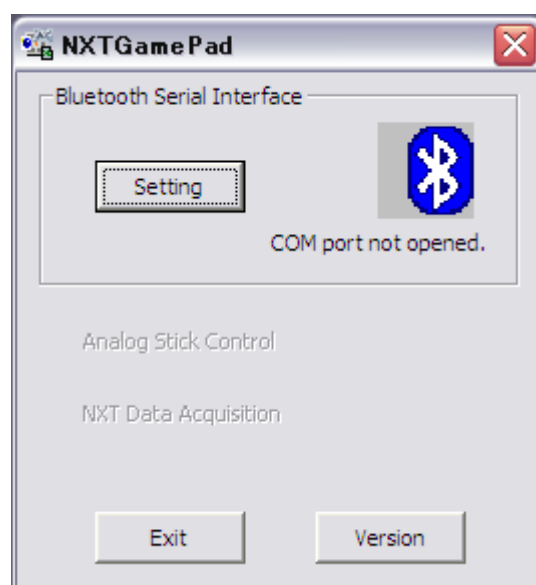 NXTGamePad
Bluetooth Serial Interface
Setting
COM port not opened.
Analog Stick Control
NXT Data Acquisition
Exit
Version